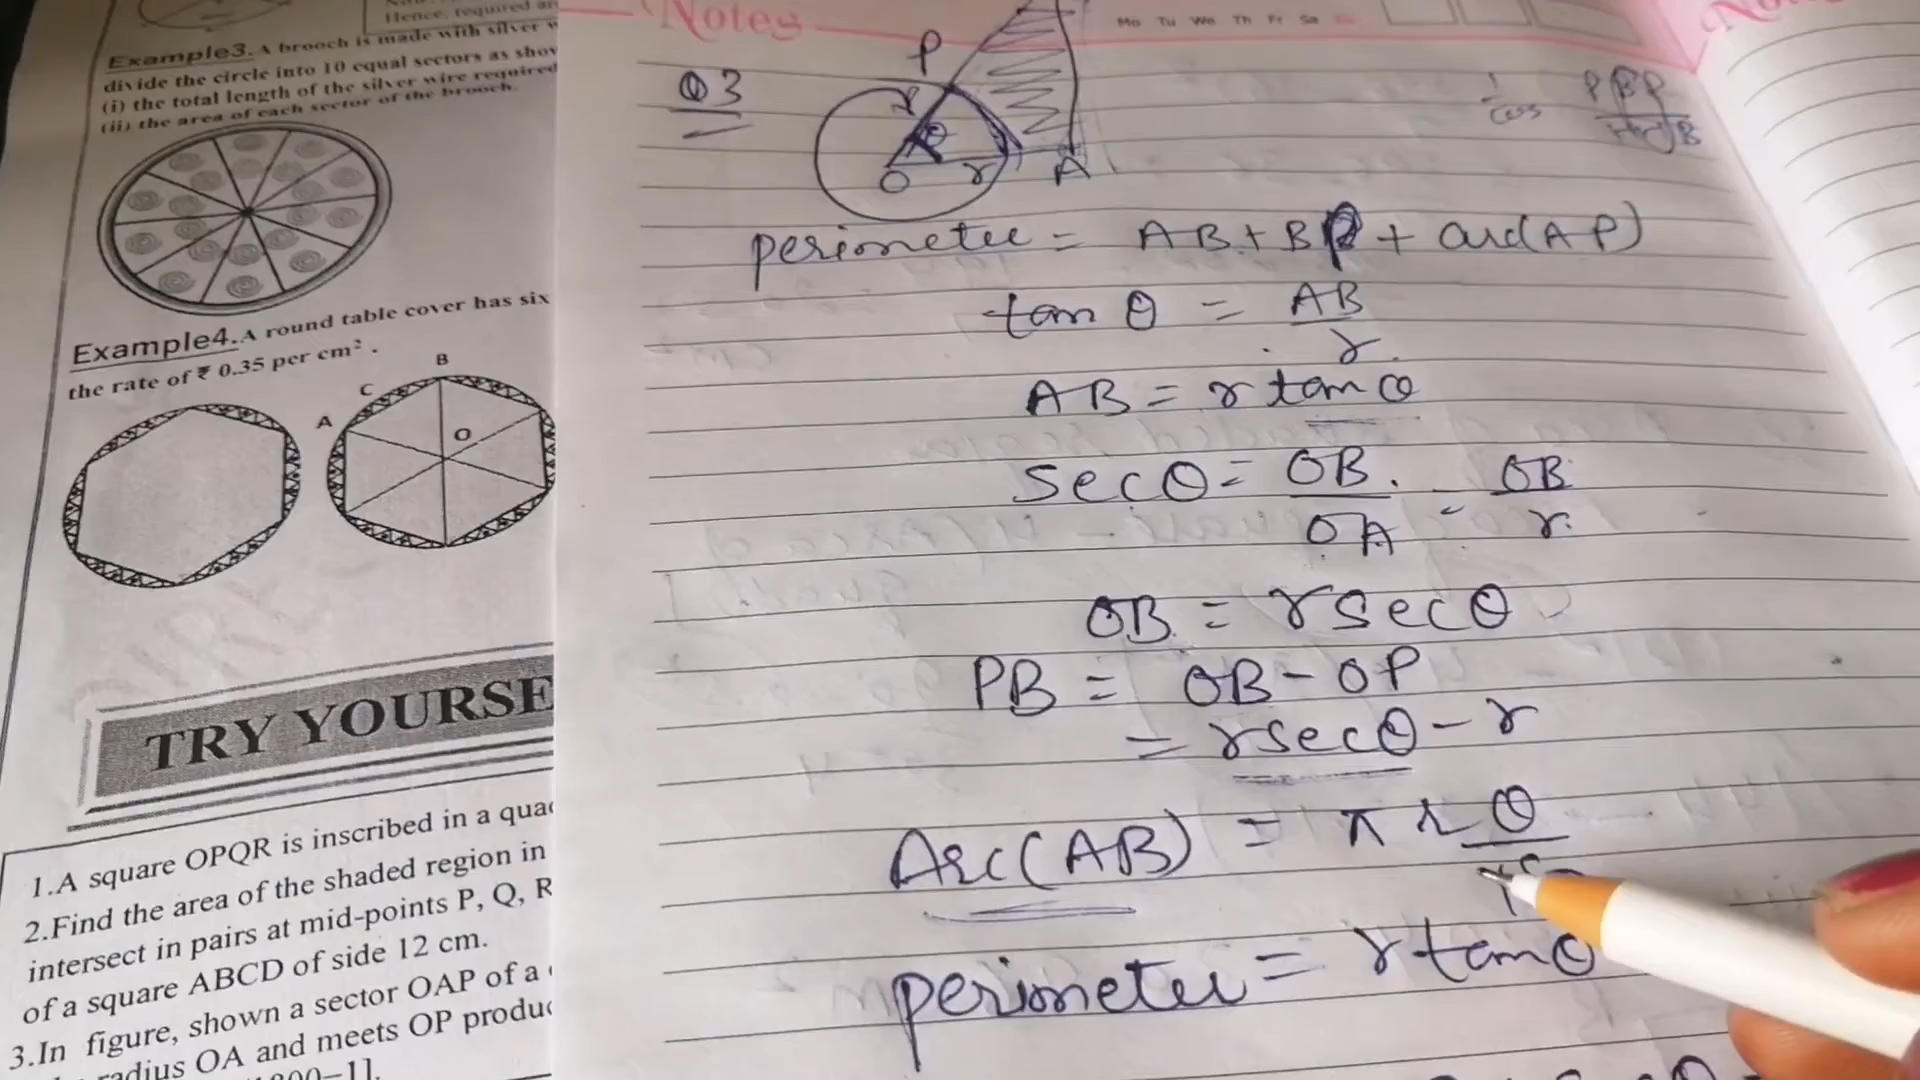 Hence, required
Example3. A brooch is made with silver
divide the circle into 10 equal sectors as
(i) the total length of the silver wire required
(ii) the area of each sector of the brooch.
Example4. A round table cover has six
the rate of ₹ 0.35 per cm² .
B
C
A
O
TRY YOURSE
1.A square OPQR is inscribed in a
2.Find the area of the shaded region in
intersect in pairs at mid-points P, Q, R
of a square ABCD of side 12 cm.
3.In figure, shown a sector OAP of a
radius OA and meets OP
Notes
Mo Tu We Th Fr Sa
Q3
P
r
θ
O
r
A
perimeter = AB + BP + arc(AP)
tan θ = AB
r
AB = r tan θ
sec θ = OB = OB
OA r
OB = r sec θ
PB = OB - OP
= r sec θ - r
Arc(AB) = π r θ
perimeter = r tan θ